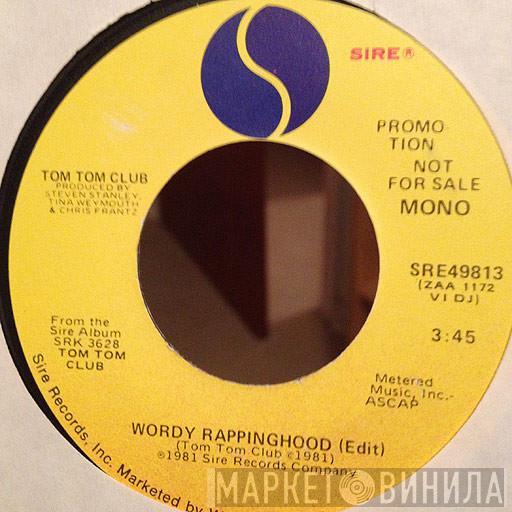 SIRE®
PROMO-
TION
NOT
FOR SALE
MONO
TOM TOM CLUB
PRODUCED BY
STEVEN STANLEY,
TINA WEYMOUTH
& CHRIS FRANTZ
SRE49813
(ZAA 1172
V1 DJ)
3:45
From the
Sire Album
SRK 3628
TOM TOM
CLUB
Metered
Music, Inc.-
ASCAP
WORDY RAPPINGHOOD (Edit)
(Tom Tom Club ©1981)
℗1981 Sire Records Company
Sire Records, Inc. Marketed by
МАРКЕТ ВИНИЛА